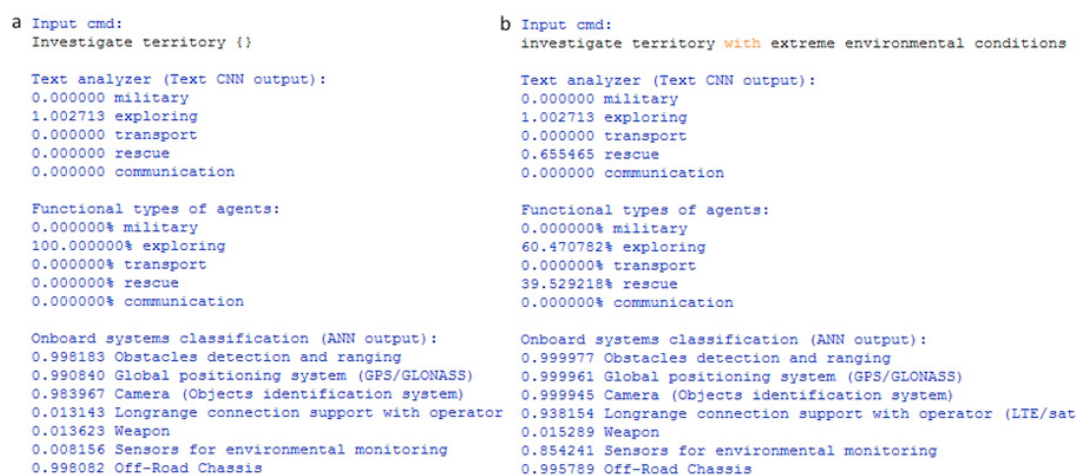 a Input cmd:
Investigate territory {}
Text analyzer (Text CNN output):
0.000000 military
1.002713 exploring
0.000000 transport
0.000000 rescue
0.000000 communication
Functional types of agents:
0.000000% military
100.000000% exploring
0.000000% transport
0.000000% rescue
0.000000% communication
Onboard systems classification (ANN output):
0.998183 Obstacles detection and ranging
0.990840 Global positioning system (GPS/GLONASS)
0.983967 Camera (Objects identification system)
0.013143 Longrange connection support with operator
0.013623 Weapon
0.008156 Sensors for environmental monitoring
0.998082 Off-Road Chassis
b Input cmd:
investigate territory with extreme environmental conditions
Text analyzer (Text CNN output):
0.000000 military
1.002713 exploring
0.000000 transport
0.655465 rescue
0.000000 communication
Functional types of agents:
0.000000% military
60.470782% exploring
0.000000% transport
39.529218% rescue
0.000000% communication
Onboard systems classification (ANN output):
0.999977 Obstacles detection and ranging
0.999961 Global positioning system (GPS/GLONASS)
0.999945 Camera (Objects identification system)
0.938154 Longrange connection support with operator (LTE/sat
0.015289 Weapon
0.854241 Sensors for environmental monitoring
0.995789 Off-Road Chassis